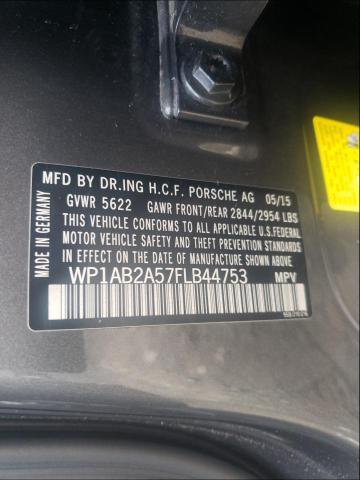 MFD BY DR.ING H.C.F. PORSCHE AG 05/15
GVWR 5622 GAWR FRONT/REAR 2844/2954 LBS
THIS VEHICLE CONFORMS TO ALL APPLICABLE U.S.FEDERAL
MOTOR VEHICLE SAFETY AND THEFT PREVENTION STANDARDS
IN EFFECT ON THE DATE OF MANUFACTURE SHOWN ABOVE.
WP1AB2A57FLB44753 MPV
MADE IN GERMANY